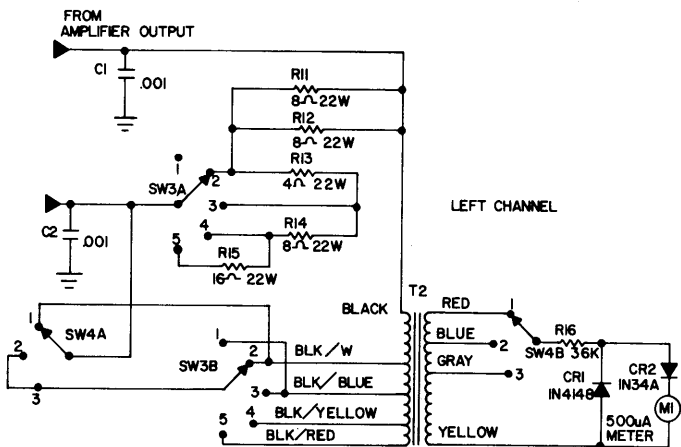 FROM
AMPLIFIER OUTPUT
C1
.001
R11
8Ω 22W
R12
8Ω 22W
R13
4Ω 22W
1
2
SW3A
3
4
5
R14
8Ω 22W
R15
16Ω 22W
C2
.001
LEFT CHANNEL
T2
BLACK
RED
BLUE
GRAY
YELLOW
1
2
3
SW4B
R16
36K
CR1
1N4148
CR2
1N34A
M1
500uA
METER
1
2
3
SW4A
SW3B
1
2
3
4
5
BLK/W
BLK/BLUE
BLK/YELLOW
BLK/RED